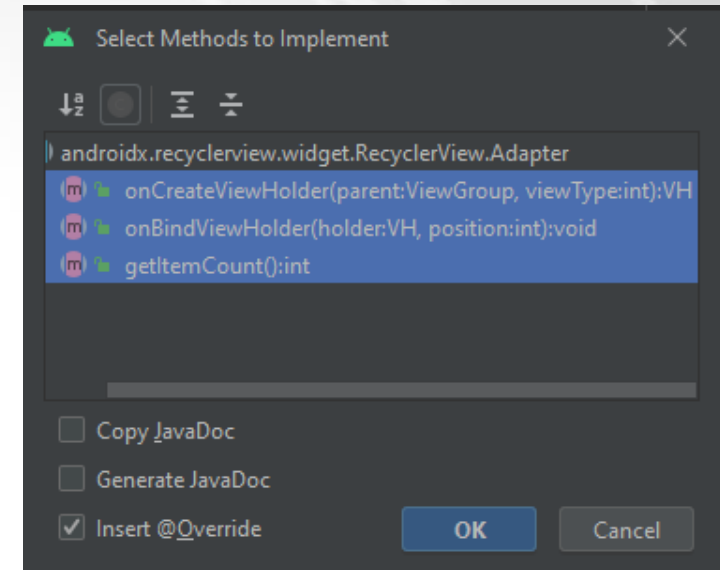 Select Methods to Implement
androidx.recyclerview.widget.RecyclerView.Adapter
onCreateViewHolder(parent:ViewGroup, viewType:int):VH
onBindViewHolder(holder:VH, position:int):void
getItemCount():int
Copy JavaDoc
Generate JavaDoc
Insert @Override
OK
Cancel